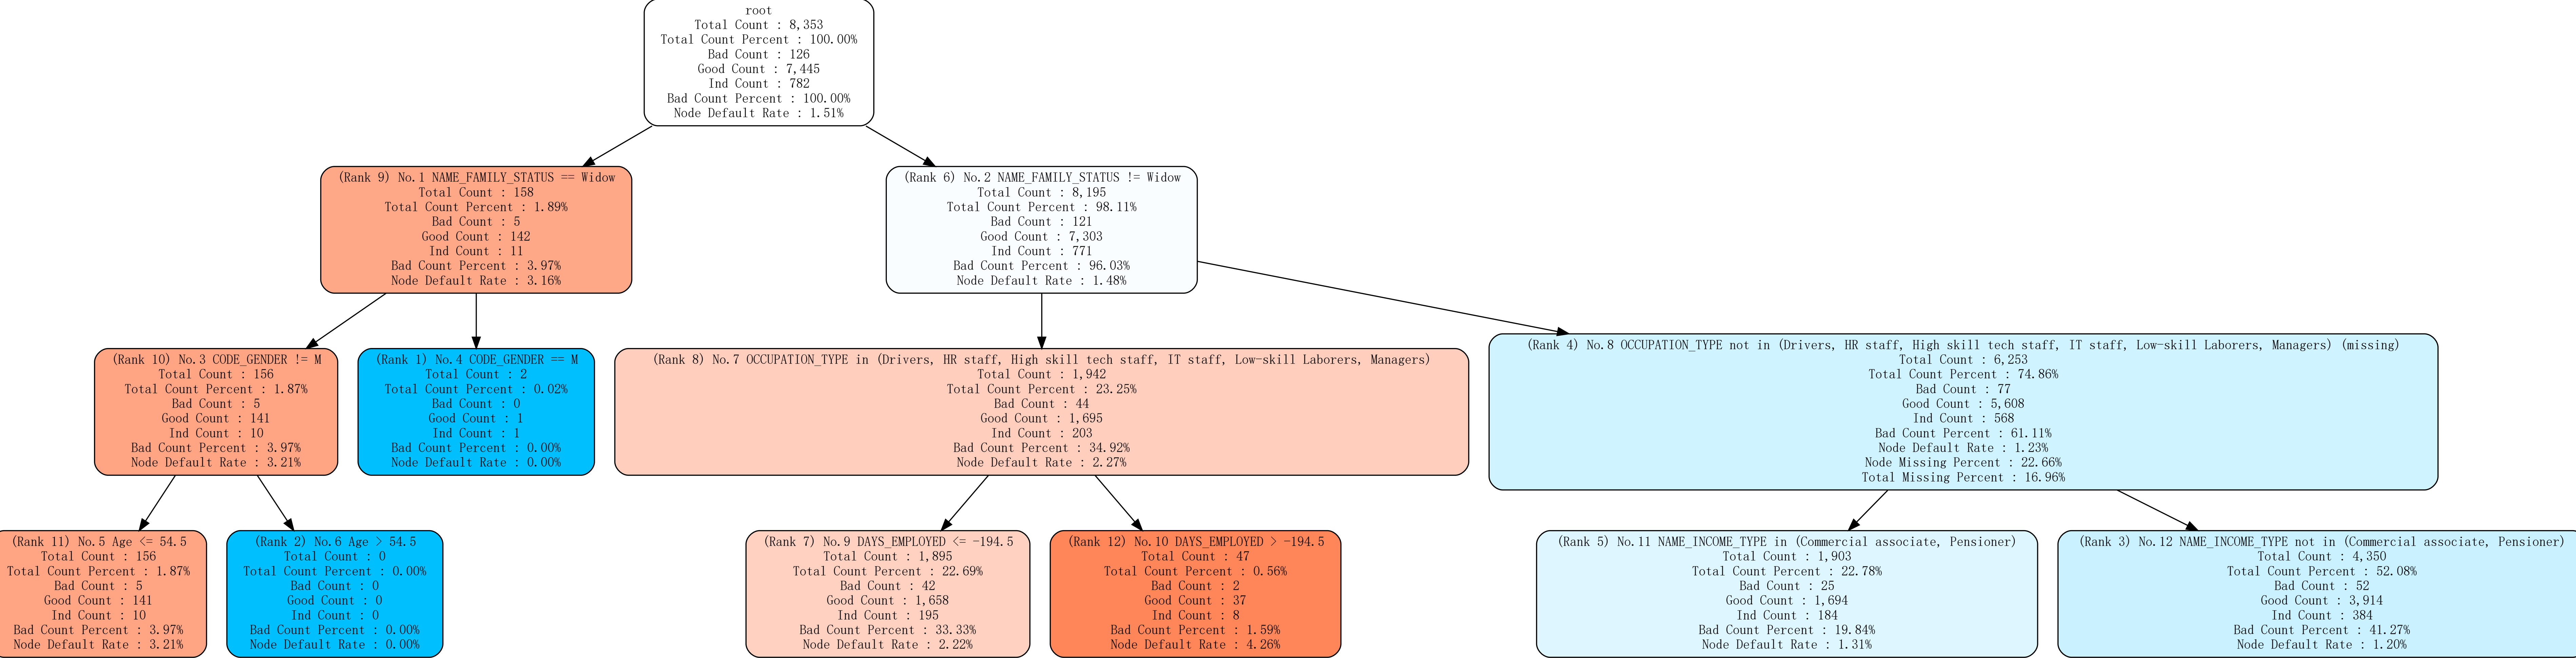 root
Total Count : 8,353
Total Count Percent : 100.00%
Bad Count : 126
Good Count : 7,445
Ind Count : 782
Bad Count Percent : 100.00%
Node Default Rate : 1.51%
(Rank 9) No.1 NAME_FAMILY_STATUS == Widow
Total Count : 158
Total Count Percent : 1.89%
Bad Count : 5
Good Count : 142
Ind Count : 11
Bad Count Percent : 3.97%
Node Default Rate : 3.16%
(Rank 6) No.2 NAME_FAMILY_STATUS != Widow
Total Count : 8,195
Total Count Percent : 98.11%
Bad Count : 121
Good Count : 7,303
Ind Count : 771
Bad Count Percent : 96.03%
Node Default Rate : 1.48%
(Rank 10) No.3 CODE_GENDER != M
Total Count : 156
Total Count Percent : 1.87%
Bad Count : 5
Good Count : 141
Ind Count : 10
Bad Count Percent : 3.97%
Node Default Rate : 3.21%
(Rank 1) No.4 CODE_GENDER == M
Total Count : 2
Total Count Percent : 0.02%
Bad Count : 0
Good Count : 1
Ind Count : 1
Bad Count Percent : 0.00%
Node Default Rate : 0.00%
(Rank 8) No.7 OCCUPATION_TYPE in (Drivers, HR staff, High skill tech staff, IT staff, Low-skill Laborers, Managers)
Total Count : 1,942
Total Count Percent : 23.25%
Bad Count : 44
Good Count : 1,695
Ind Count : 203
Bad Count Percent : 34.92%
Node Default Rate : 2.27%
(Rank 4) No.8 OCCUPATION_TYPE not in (Drivers, HR staff, High skill tech staff, IT staff, Low-skill Laborers, Managers) (missing)
Total Count : 6,253
Total Count Percent : 74.86%
Bad Count : 77
Good Count : 5,608
Ind Count : 568
Bad Count Percent : 61.11%
Node Default Rate : 1.23%
Node Missing Percent : 22.66%
Total Missing Percent : 16.96%
(Rank 11) No.5 Age <= 54.5
Total Count : 156
Total Count Percent : 1.87%
Bad Count : 5
Good Count : 141
Ind Count : 10
Bad Count Percent : 3.97%
Node Default Rate : 3.21%
(Rank 2) No.6 Age > 54.5
Total Count : 0
Total Count Percent : 0.00%
Bad Count : 0
Good Count : 0
Ind Count : 0
Bad Count Percent : 0.00%
Node Default Rate : 0.00%
(Rank 7) No.9 DAYS_EMPLOYED <= -194.5
Total Count : 1,895
Total Count Percent : 22.69%
Bad Count : 42
Good Count : 1,658
Ind Count : 195
Bad Count Percent : 33.33%
Node Default Rate : 2.22%
(Rank 12) No.10 DAYS_EMPLOYED > -194.5
Total Count : 47
Total Count Percent : 0.56%
Bad Count : 2
Good Count : 37
Ind Count : 8
Bad Count Percent : 1.59%
Node Default Rate : 4.26%
(Rank 5) No.11 NAME_INCOME_TYPE in (Commercial associate, Pensioner)
Total Count : 1,903
Total Count Percent : 22.78%
Bad Count : 25
Good Count : 1,694
Ind Count : 184
Bad Count Percent : 19.84%
Node Default Rate : 1.31%
(Rank 3) No.12 NAME_INCOME_TYPE not in (Commercial associate, Pensioner)
Total Count : 4,350
Total Count Percent : 52.08%
Bad Count : 52
Good Count : 3,914
Ind Count : 384
Bad Count Percent : 41.27%
Node Default Rate : 1.20%